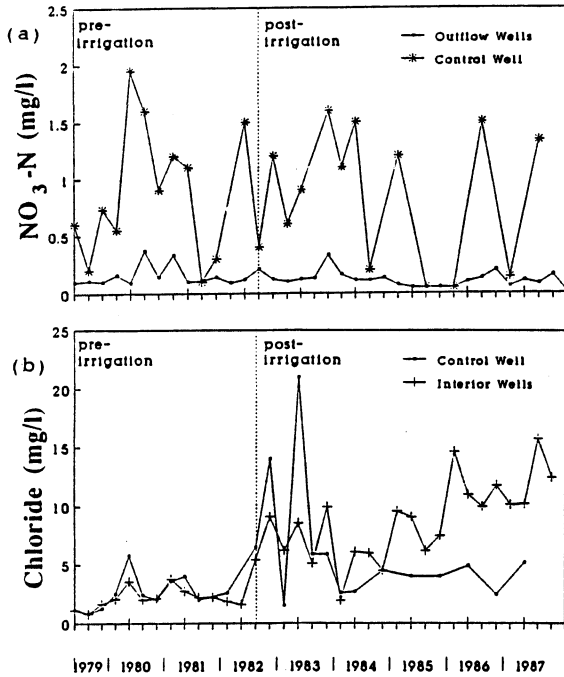 (a)
pre-
irrigation
post-
irrigation
Outflow Wells
Control Well
NO3-N (mg/l)
2.5
2
1.5
1
0.5
0
(b)
pre-
irrigation
post-
irrigation
Control Well
Interior Wells
Chloride (mg/l)
25
20
15
10
5
0
1979 | 1980 | 1981 | 1982 | 1983 | 1984 | 1985 | 1986 | 1987